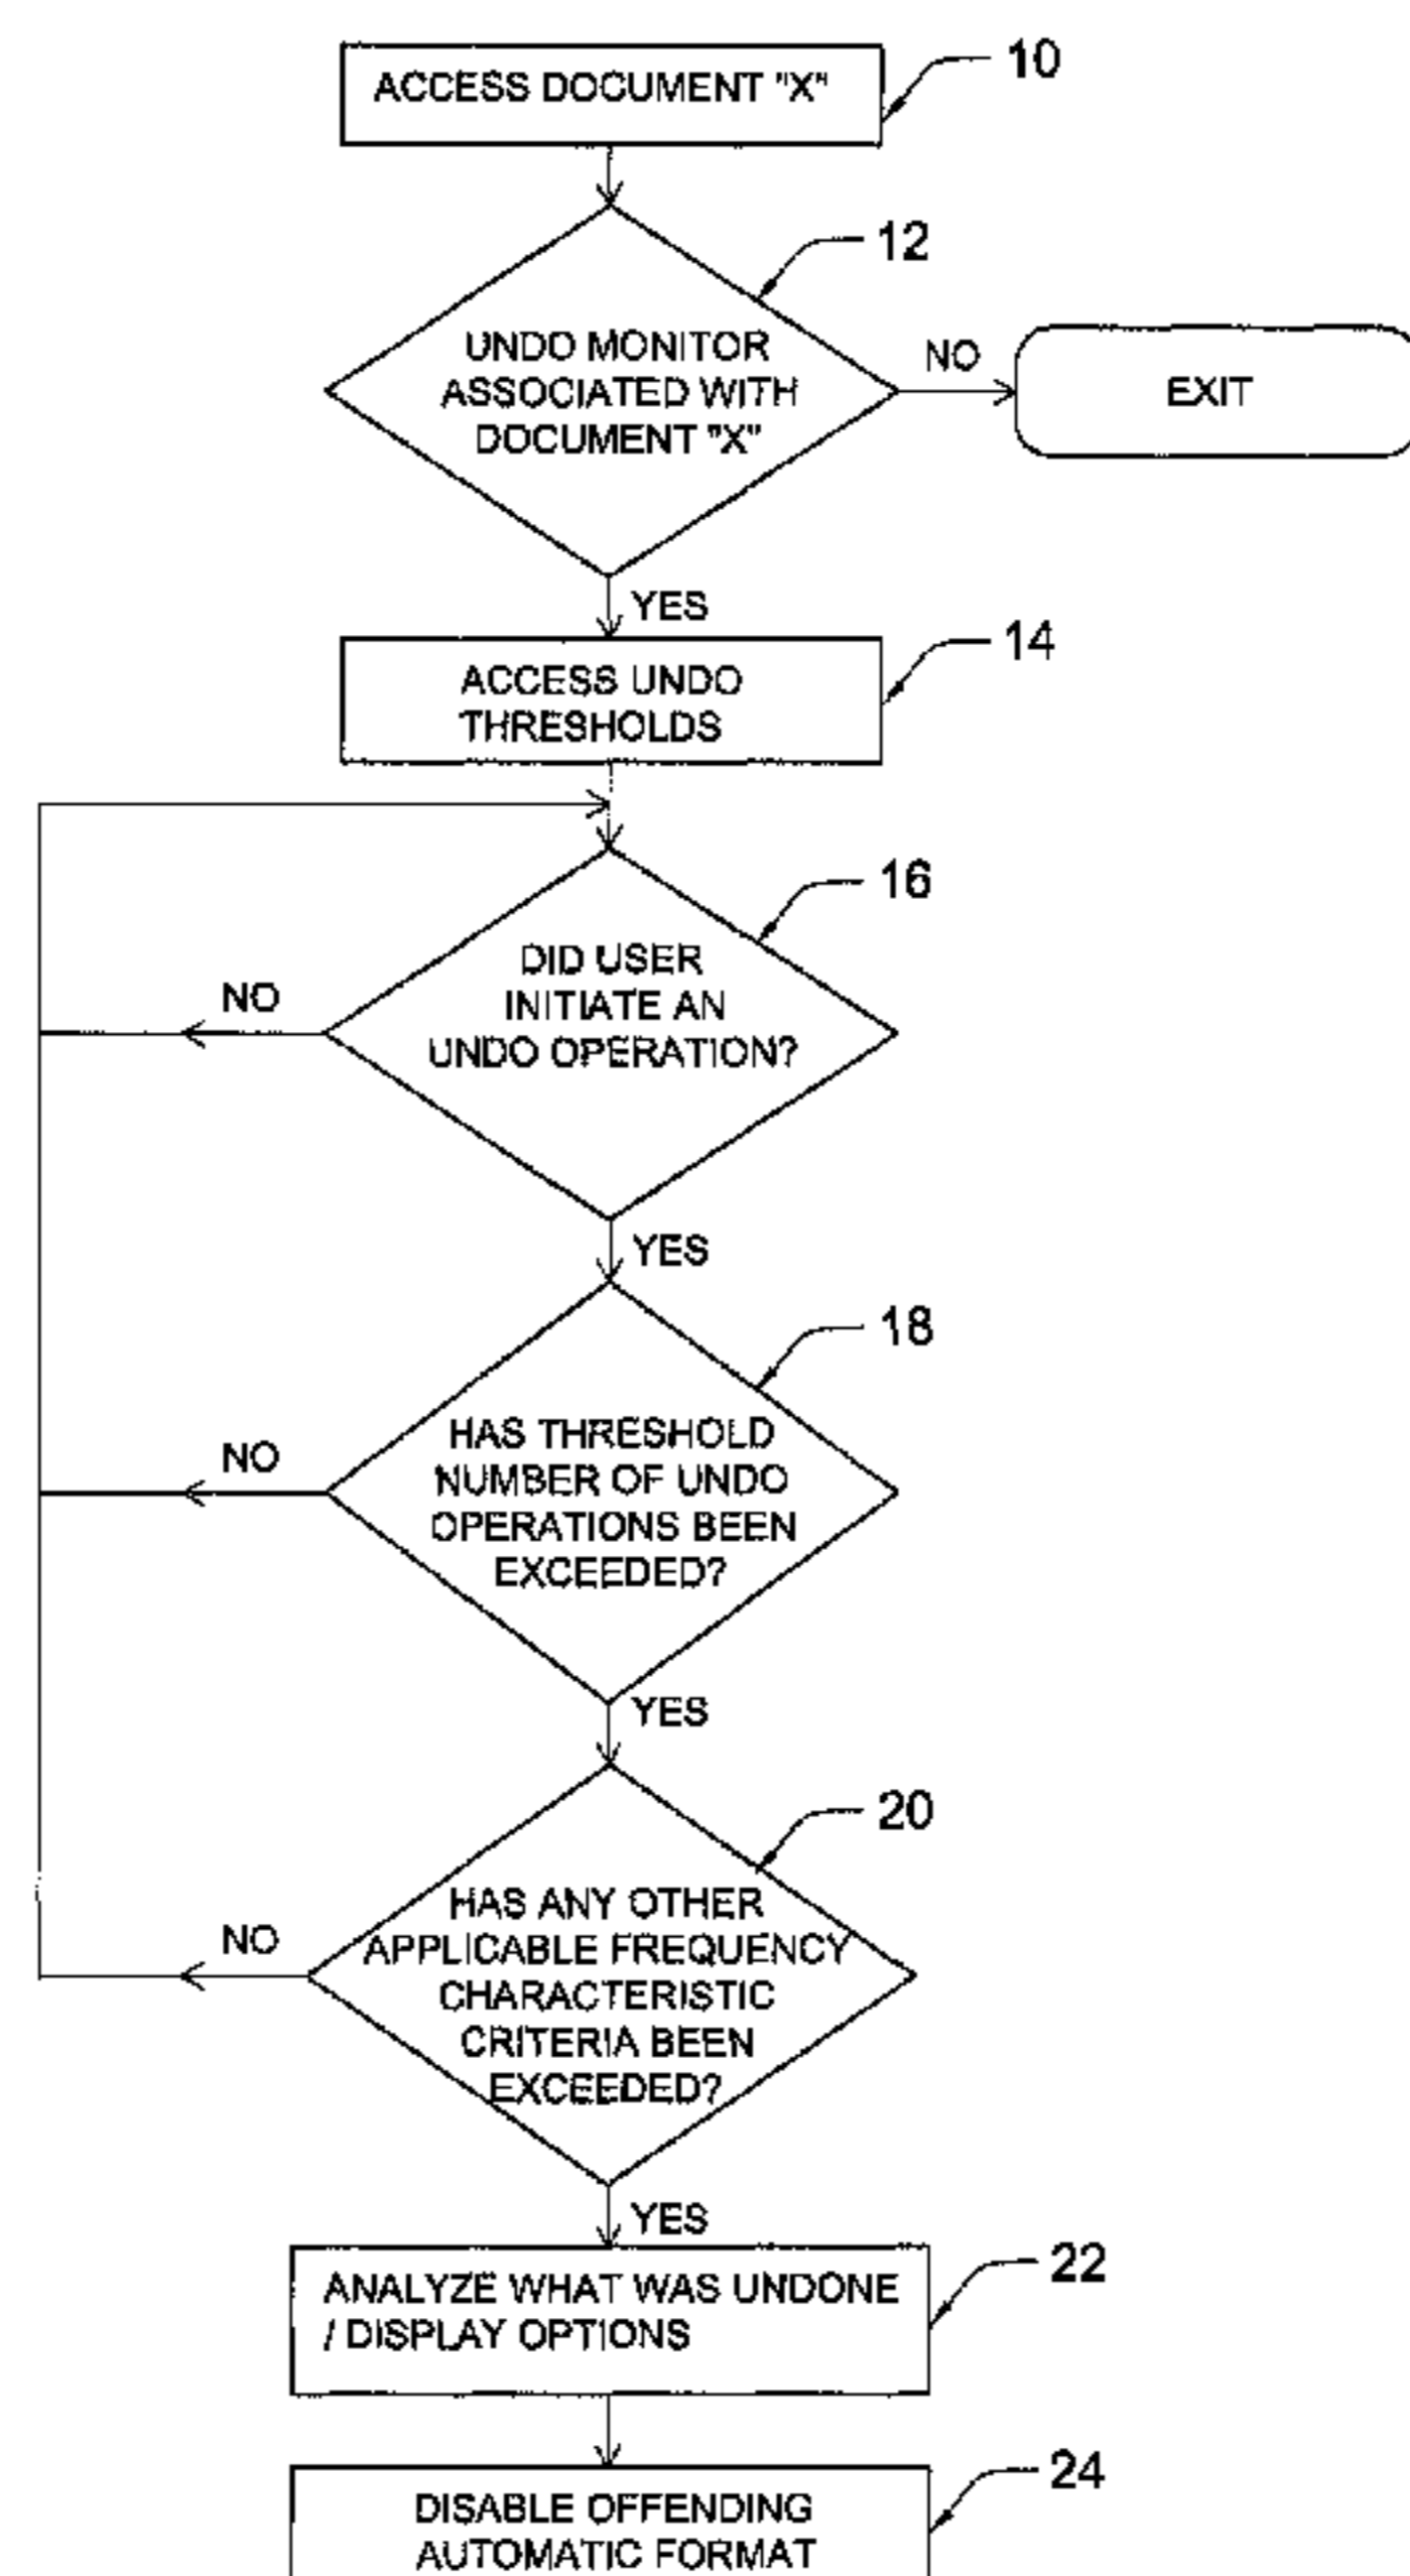 ACCESS DOCUMENT "X"
10
12
UNDO MONITOR
ASSOCIATED WITH
DOCUMENT "X"
NO
EXIT
YES
14
ACCESS UNDO
THRESHOLDS
16
DID USER
INITIATE AN
UNDO OPERATION?
NO
YES
18
HAS THRESHOLD
NUMBER OF UNDO
OPERATIONS BEEN
EXCEEDED?
NO
YES
20
HAS ANY OTHER
APPLICABLE FREQUENCY
CHARACTERISTIC
CRITERIA BEEN
EXCEEDED?
NO
YES
22
ANALYZE WHAT WAS UNDONE
/ DISPLAY OPTIONS
24
DISABLE OFFENDING
AUTOMATIC FORMAT